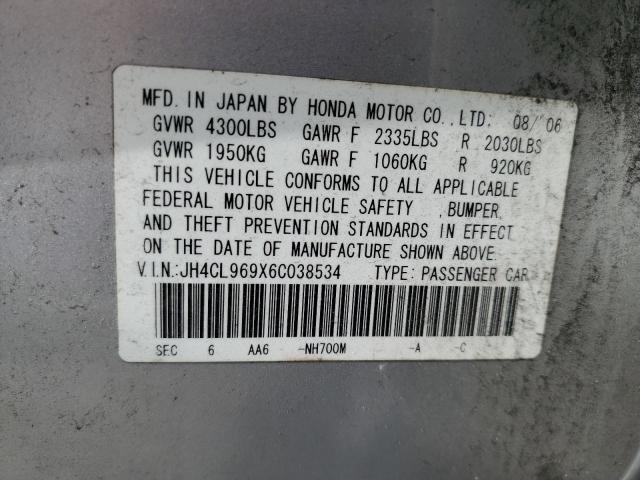 MFD. IN JAPAN BY HONDA MOTOR CO.,LTD: 08/'06
GVWR 4300LBS GAWR F 2335LBS R 2030LBS
GVWR 1950KG GAWR F 1060KG R 920KG
THIS VEHICLE CONFORMS TO ALL APPLICABLE
FEDERAL MOTOR VEHICLE SAFETY ,BUMPER,
AND THEFT PREVENTION STANDARDS IN EFFECT
ON THE DATE OF MANUFACTURE SHOWN ABOVE.
V.I.N.:JH4CL969X6C038534 TYPE: PASSENGER CAR
SEC 6 AA6 -NH700M -A -C